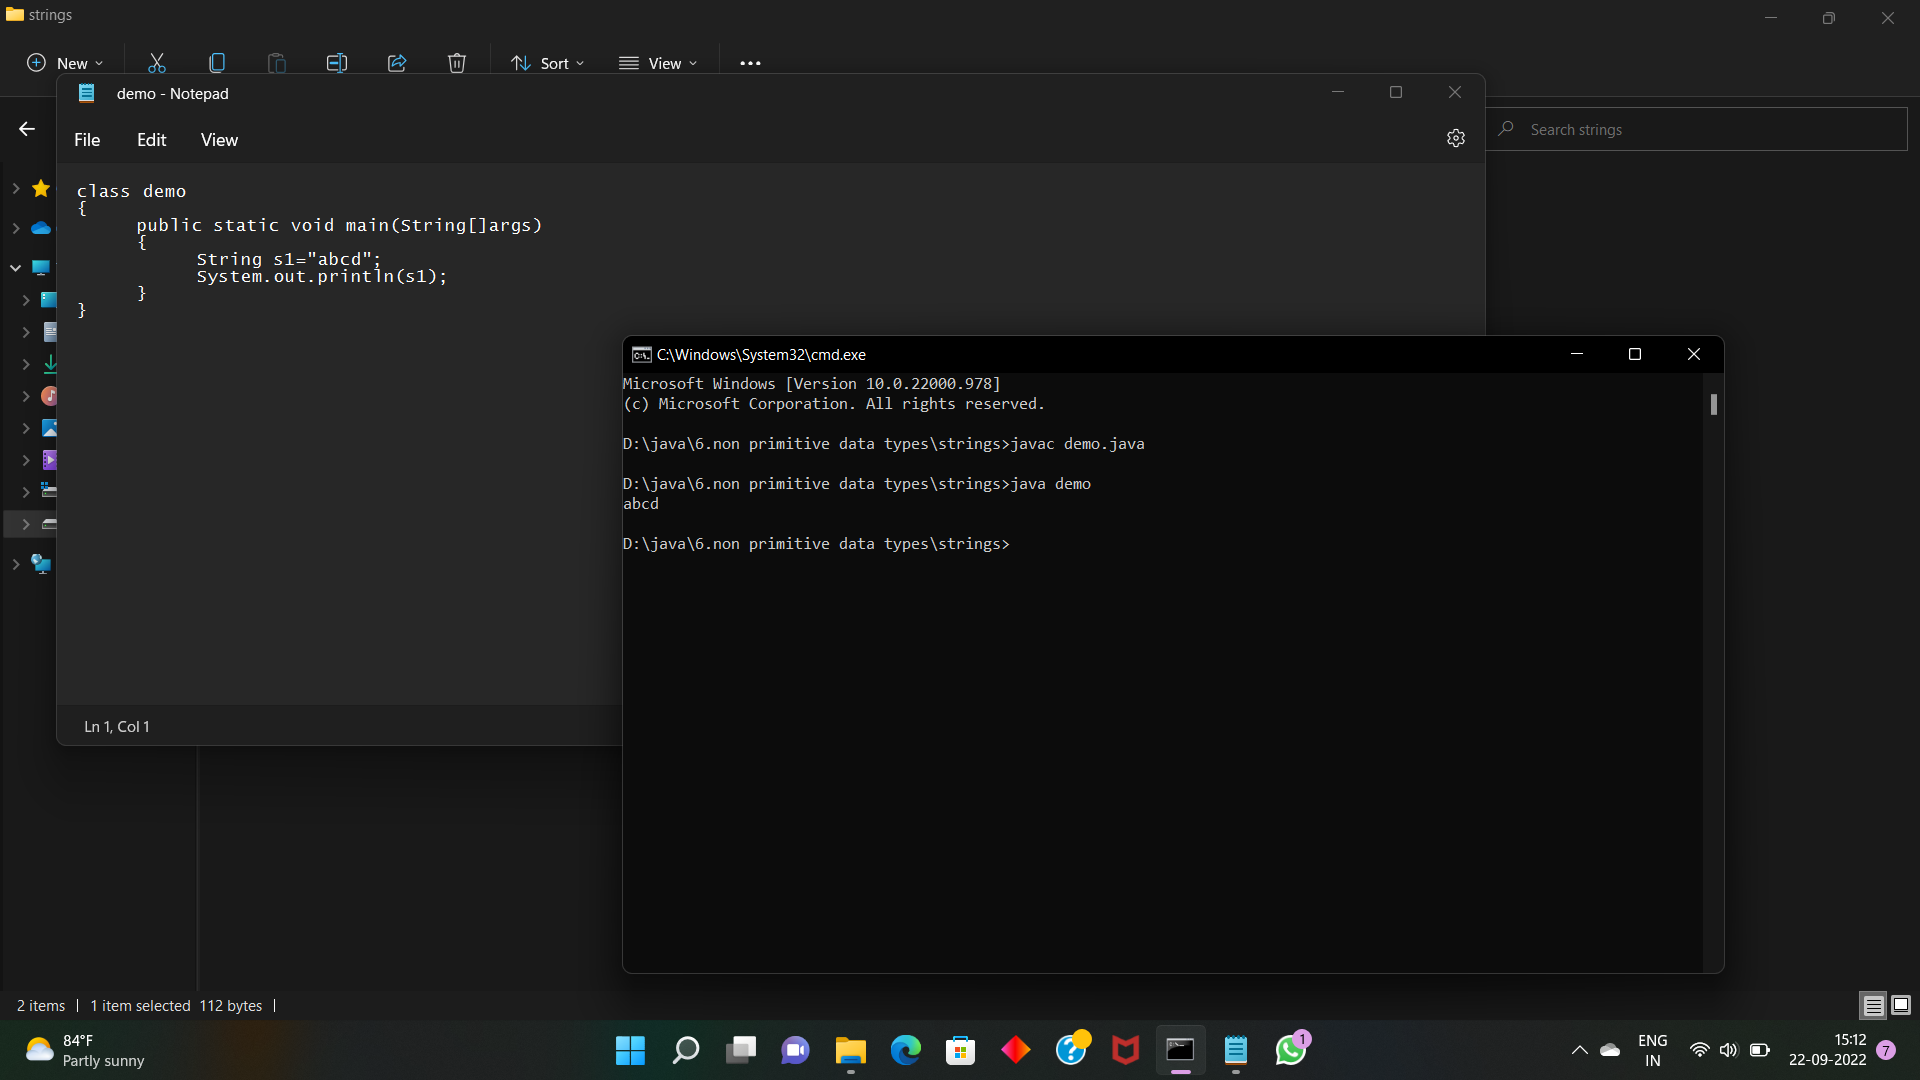 strings
New
Sort
View
demo - Notepad
File
Edit
View
Search strings
class demo
{
public static void main(String[]args)
{
String s1="abcd";
System.out.println(s1);
}
}
Ln 1, Col 1
C:\Windows\System32\cmd.exe
Microsoft Windows [Version 10.0.22000.978]
(c) Microsoft Corporation. All rights reserved.
D:\java\6.non primitive data types\strings>javac demo.java
D:\java\6.non primitive data types\strings>java demo
abcd
D:\java\6.non primitive data types\strings>
2 items
1 item selected 112 bytes
84°F
Partly sunny
1
ENG
IN
15:12
22-09-2022
7